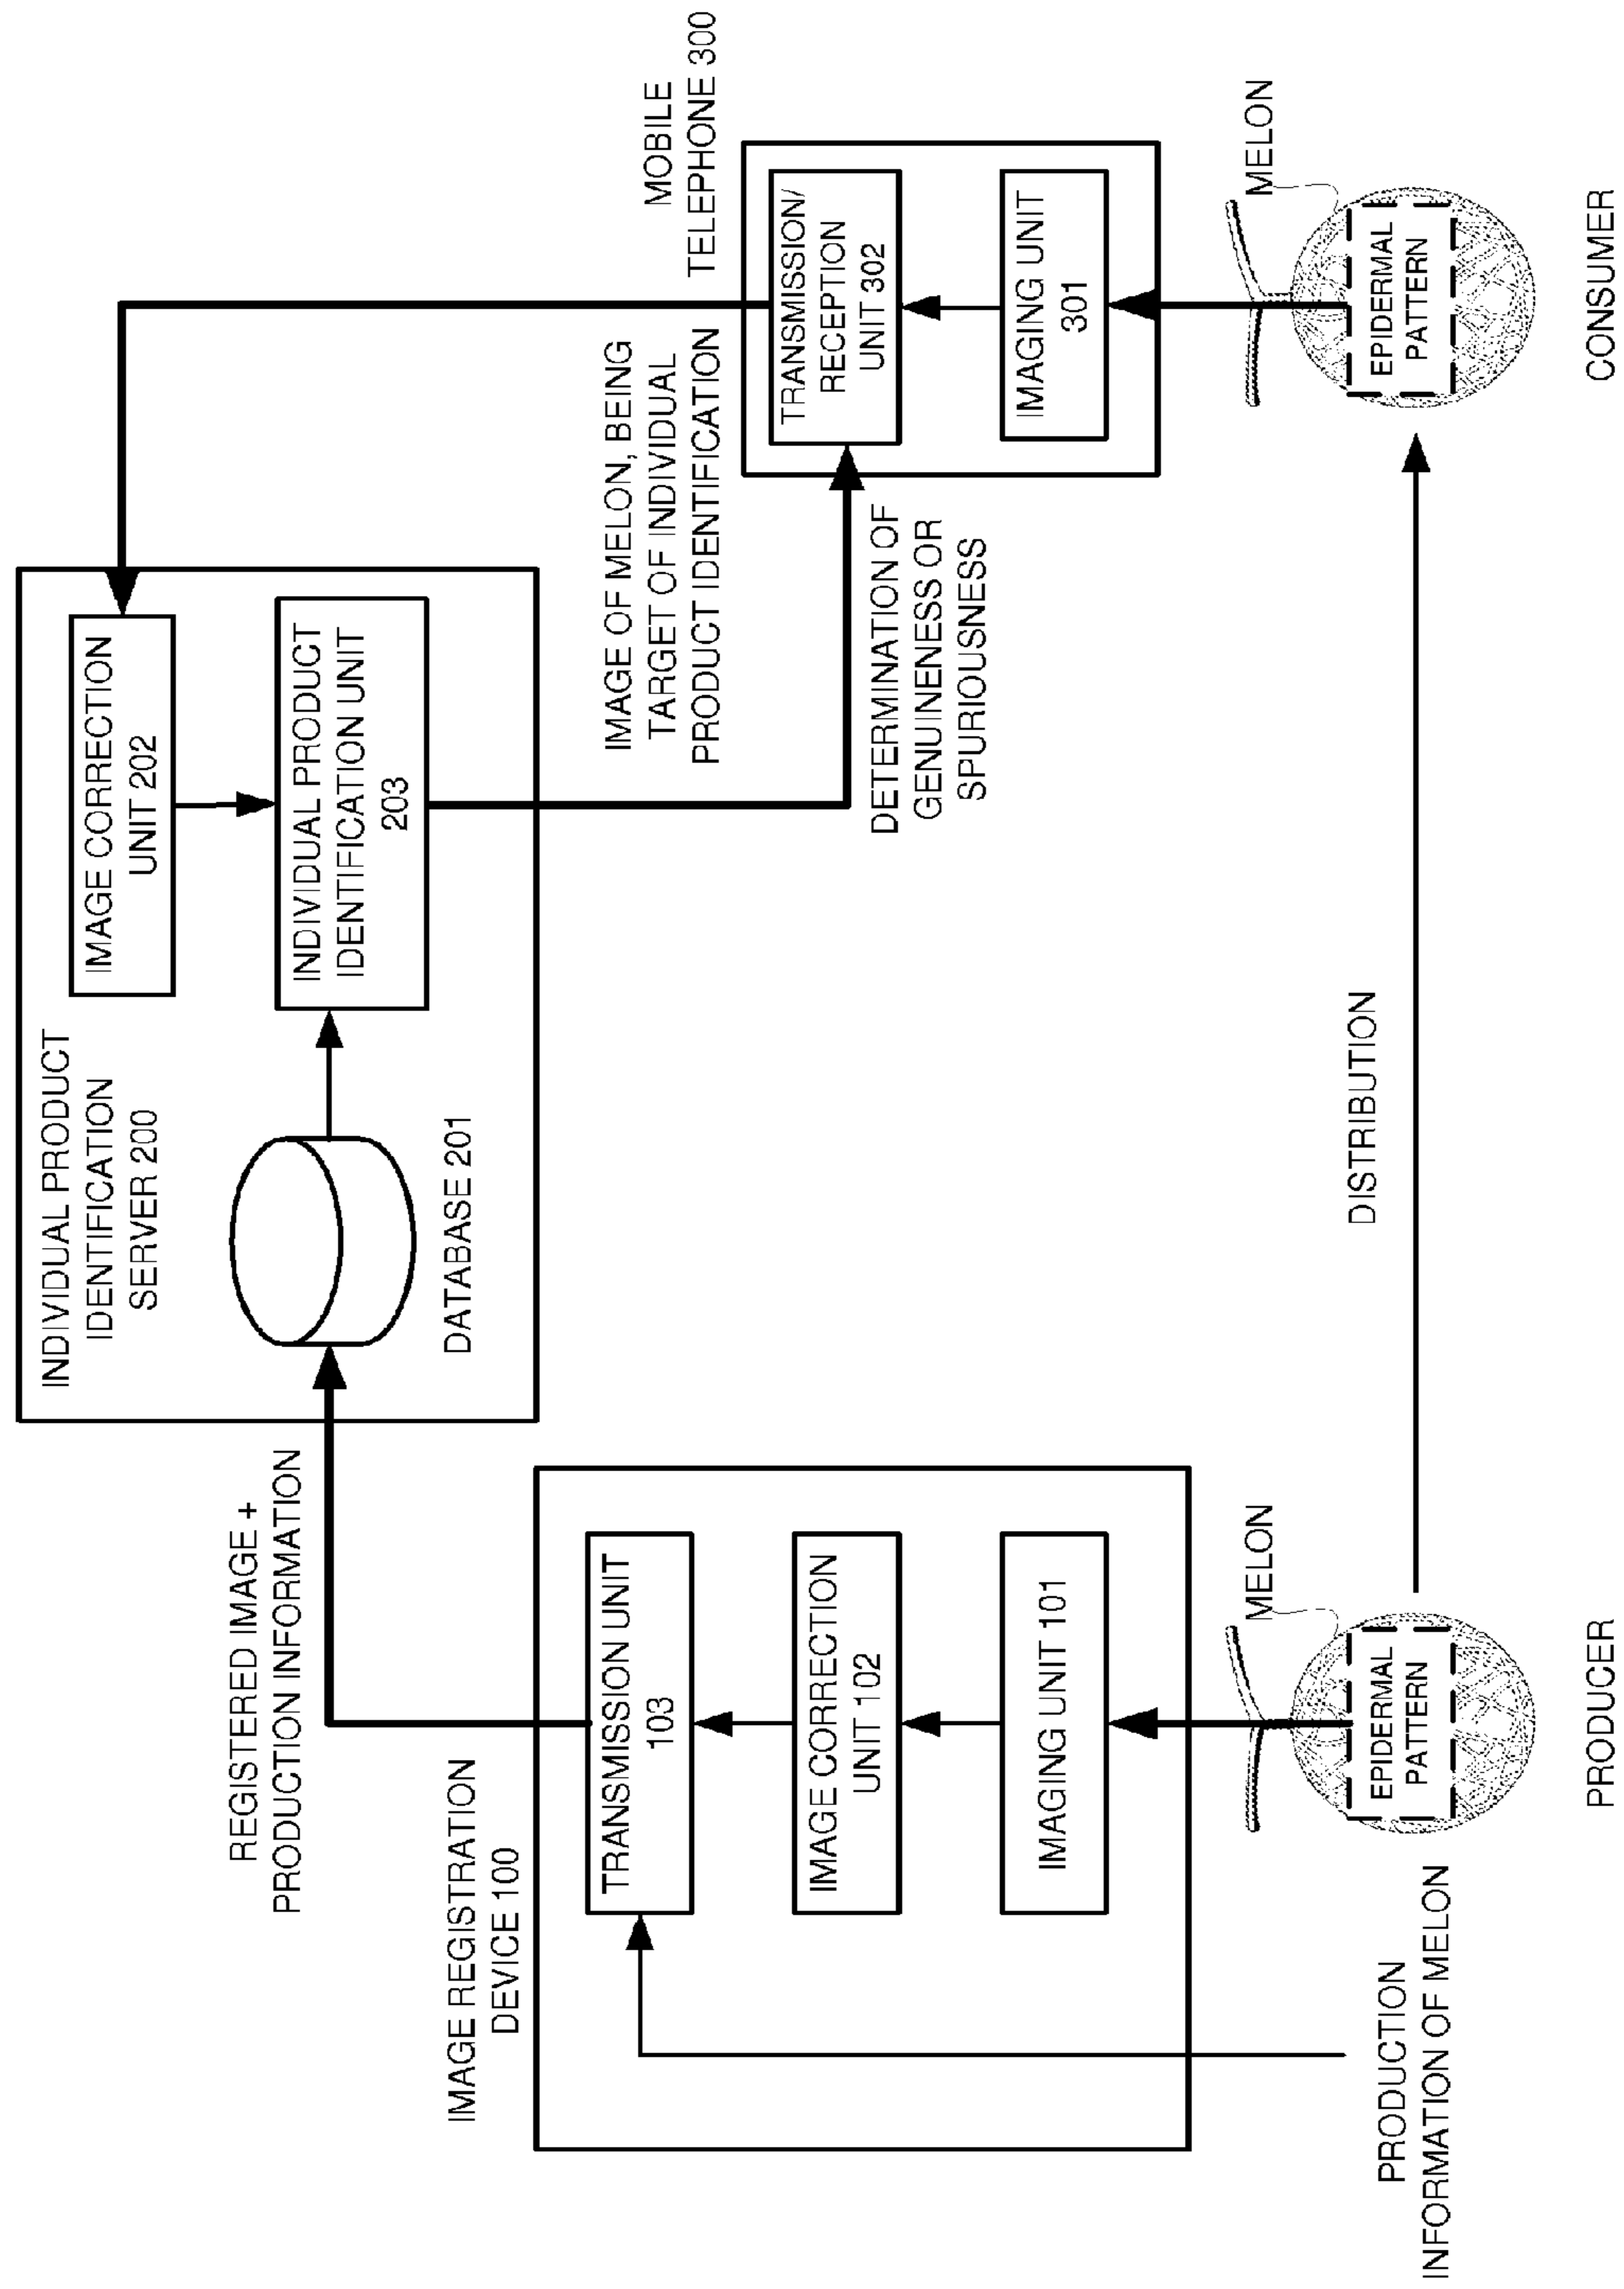 INDIVIDUAL PRODUCT
IDENTIFICATION
SERVER 200
IMAGE CORRECTION
UNIT 202
INDIVIDUAL PRODUCT
IDENTIFICATION UNIT
203
DATABASE 201
REGISTERED IMAGE +
PRODUCTION INFORMATION
IMAGE REGISTRATION
DEVICE 100
TRANSMISSION UNIT
103
IMAGE CORRECTION
UNIT 102
IMAGING UNIT 101
IMAGE OF MELON, BEING
TARGET OF INDIVIDUAL
PRODUCT IDENTIFICATION
DETERMINATION OF
GENUINENESS OR
SPURIOUSNESS
MOBILE
TELEPHONE 300
TRANSMISSION/
RECEPTION
UNIT 302
IMAGING UNIT
301
PRODUCTION
INFORMATION OF MELON
MELON
EPIDERMAL
PATTERN
PRODUCER
DISTRIBUTION
MELON
EPIDERMAL
PATTERN
CONSUMER